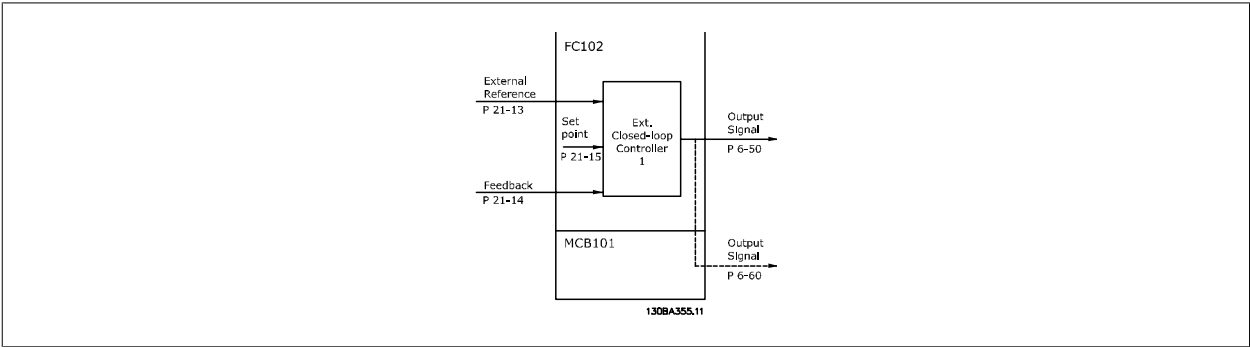 FC102
External
Reference
P 21-13
Set
point
P 21-15
Ext.
Closed-loop
Controller
1
Output
Signal
P 6-50
Feedback
P 21-14
MCB101
Output
Signal
P 6-60
130BA355.11